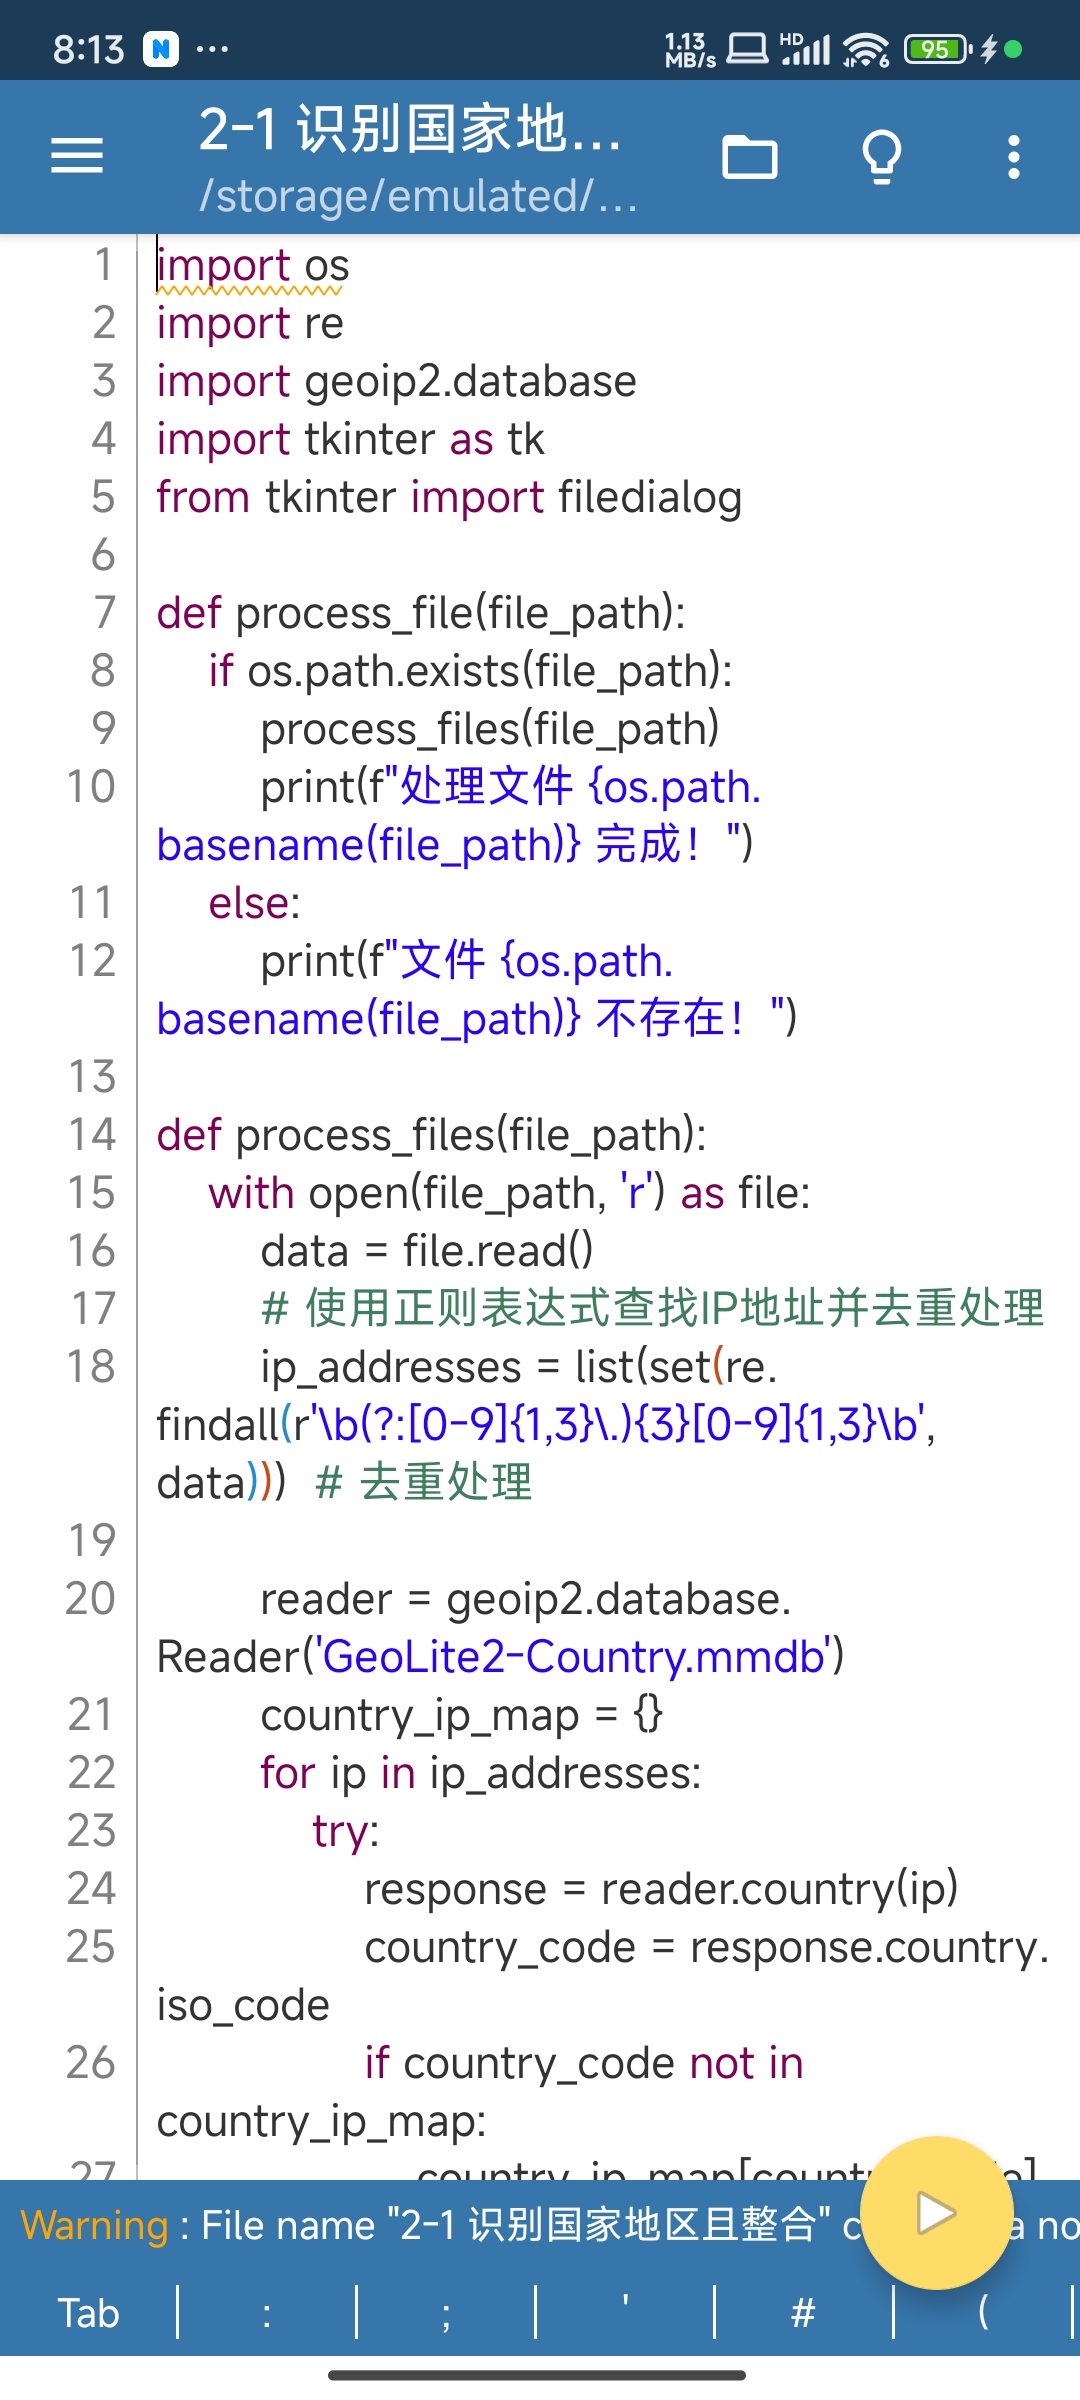 8:13 N ... 1.13 MB/s HD 6 95
2-1 识别国家地...
/storage/emulated/...
1 import os
2 import re
3 import geoip2.database
4 import tkinter as tk
5 from tkinter import filedialog
6
7 def process_file(file_path):
8 if os.path.exists(file_path):
9 process_files(file_path)
10 print(f"处理文件 {os.path.
basename(file_path)} 完成！")
11 else:
12 print(f"文件 {os.path.
basename(file_path)} 不存在！")
13
14 def process_files(file_path):
15 with open(file_path, 'r') as file:
16 data = file.read()
17 # 使用正则表达式查找IP地址并去重处理
18 ip_addresses = list(set(re.
findall(r'\b(?:[0-9]{1,3}\.){3}[0-9]{1,3}\b',
data))) # 去重处理
19
20 reader = geoip2.database.
Reader('GeoLite2-Country.mmdb')
21 country_ip_map = {}
22 for ip in ip_addresses:
23 try:
24 response = reader.country(ip)
25 country_code = response.country.
iso_code
26 if country_code not in
country_ip_map:
27
Warning : File name "2-1 识别国家地区且整合"
Tab : ; ' # (